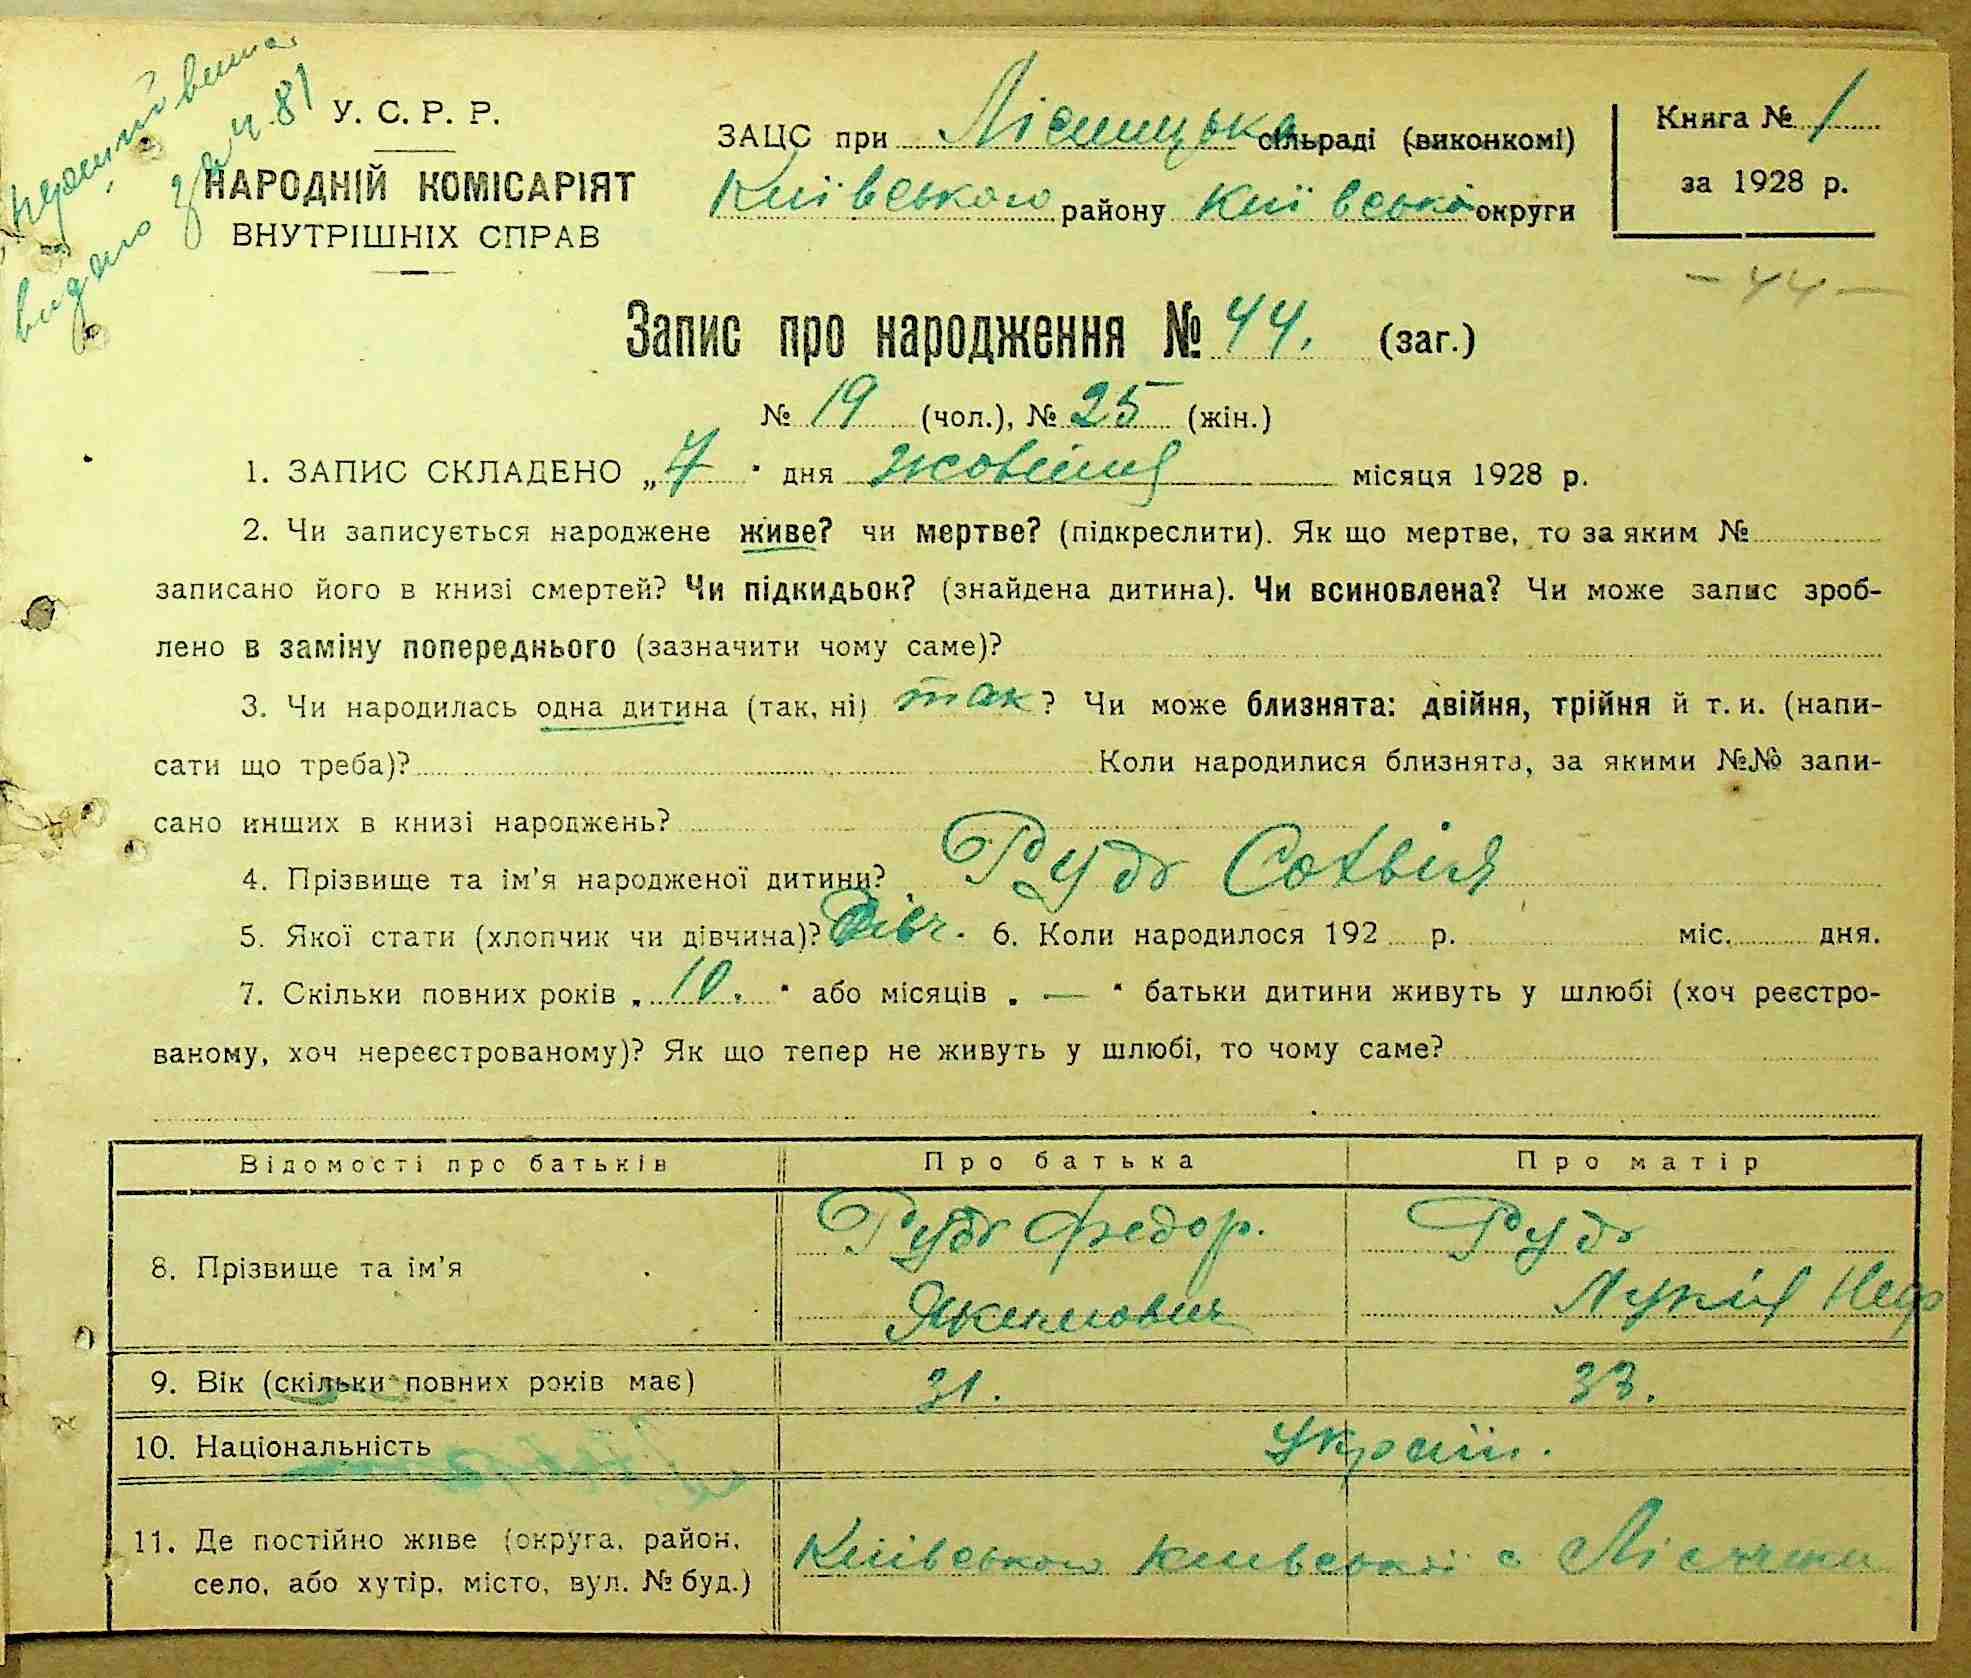 видано за ч. 81
У. С. Р. Р.
НАРОДНІЙ КОМІСАРІЯТ
ВНУТРІШНІХ СПРАВ
ЗАЦС при Лісницька сільраді (виконкомі)
Київського району Київської округи
Книга № 1
за 1928 р.
— 44 —
Запис про народження № 44. (заг.)
№ 19 (чол.), № 25 (жін.)
1. ЗАПИС СКЛАДЕНО „7" дня жовтня місяця 1928 р.
2. Чи записується народжене живе? чи мертве? (підкреслити). Як що мертве, то за яким №
записано його в книзі смертей? Чи підкидьок? (знайдена дитина). Чи всиновлена? Чи може запис зроб-
лено в заміну попереднього (зазначити чому саме)?
3. Чи народилась одна дитина (так, ні) так? Чи може близнята: двійня, трійня й т. и. (напи-
сати що треба)? Коли народилися близнята, за якими №№ запи-
сано инших в книзі народжень?
4. Прізвище та ім'я народженої дитини? Рудь
5. Якої стати (хлопчик чи дівчина)? Дівч. 6. Коли народилося 192 р. міс. дня.
7. Скільки повних років „10." або місяців „—" батьки дитини живуть у шлюбі (хоч реєстро-
ваному, хоч нереєстрованому)? Як що тепер не живуть у шлюбі, то чому саме?
Відомості про батьків Про батька Про матір
8. Прізвище та ім'я Рудь Федор. Рудь
Якимович Лукія
9. Вік (скільки повних років має) 31. 33.
10. Національність Україн.
11. Де постійно живе (округа, район,
село, або хутір, місто, вул. № буд.) Київського Київської с